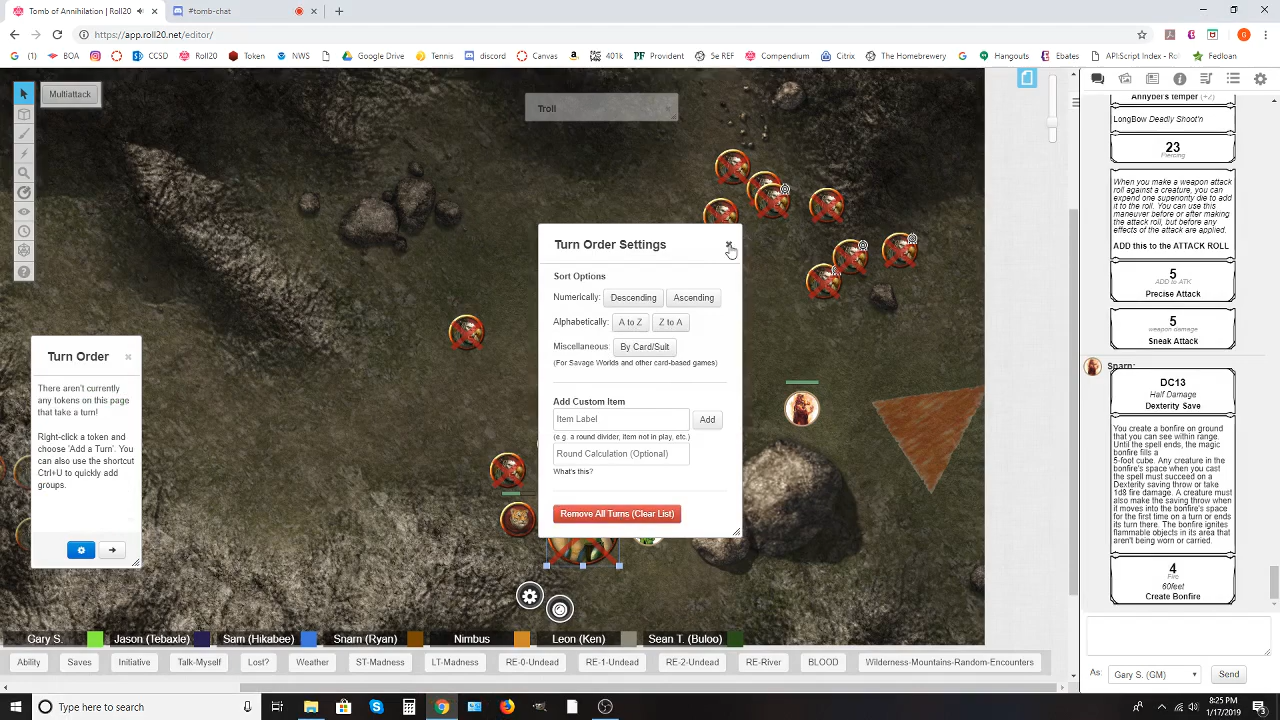 Tomb of Annihilation | Roll20
#tomb-chat
https://app.roll20.net/editor/
G (1)
BOA
Instagram
CCSD
Roll20
Token
NWS
Google Drive
Tennis
discord
Canvas
401k
Provident
5e REF
Compendium
Citrix
The Homebrewery
Hangouts
Ebates
APIScript Index - Ro
Fedloan
Multiattack
Troll
Turn Order Settings
Sort Options
Numerically: Descending Ascending
Alphabetically: A to Z Z to A
Miscellaneous: By Card/Suit
(For Savage Worlds and other card-based games)
Add Custom Item
Item Label Add
(e.g. a round divider, item not in play, etc.)
Round Calculation (Optional)
What's this?
Remove All Turns (Clear List)
Turn Order
There aren't currently
any tokens on this page
that take a turn!
Right-click a token and
choose 'Add a Turn'. You
can also use the shortcut
Ctrl+U to quickly add
groups.
Annybel's temper (+2)
LongBow Deadly Shoot'n
23
Piercing
When you make a weapon attack
roll against a creature, you can
expend one superiority die to add
it to the roll. You can use this
maneuver before or after making
the attack roll, but before any
effects of the attack are applied.
ADD this to the ATTACK ROLL
5
ADD to ATK
Precise Attack
5
weapon damage
Sneak Attack
Snarn:
DC13
Half Damage
Dexterity Save
You create a bonfire on ground
that you can see within range.
Until the spell ends, the magic
bonfire fills a
5-foot cube. Any creature in the
bonfire's space when you cast
the spell must succeed on a
Dexterity saving throw or take
1d8 fire damage. A creature must
also make the saving throw when
it moves into the bonfire's space
for the first time on a turn or ends
its turn there. The bonfire ignites
flammable objects in its area that
aren't being worn or carried.
4
Fire
60feet
Create Bonfire
As: Gary S. (GM) Send
Gary S.
Jason (Tebaxle)
Sam (Hikabee)
Snarn (Ryan)
Nimbus
Leon (Ken)
Sean T. (Buloo)
Ability
Saves
Initiative
Talk-Myself
Lost?
Weather
ST-Madness
LT-Madness
RE-0-Undead
RE-1-Undead
RE-2-Undead
RE-River
BLOOD
Wilderness-Mountains-Random-Encounters
Type here to search
8:25 PM
1/17/2019